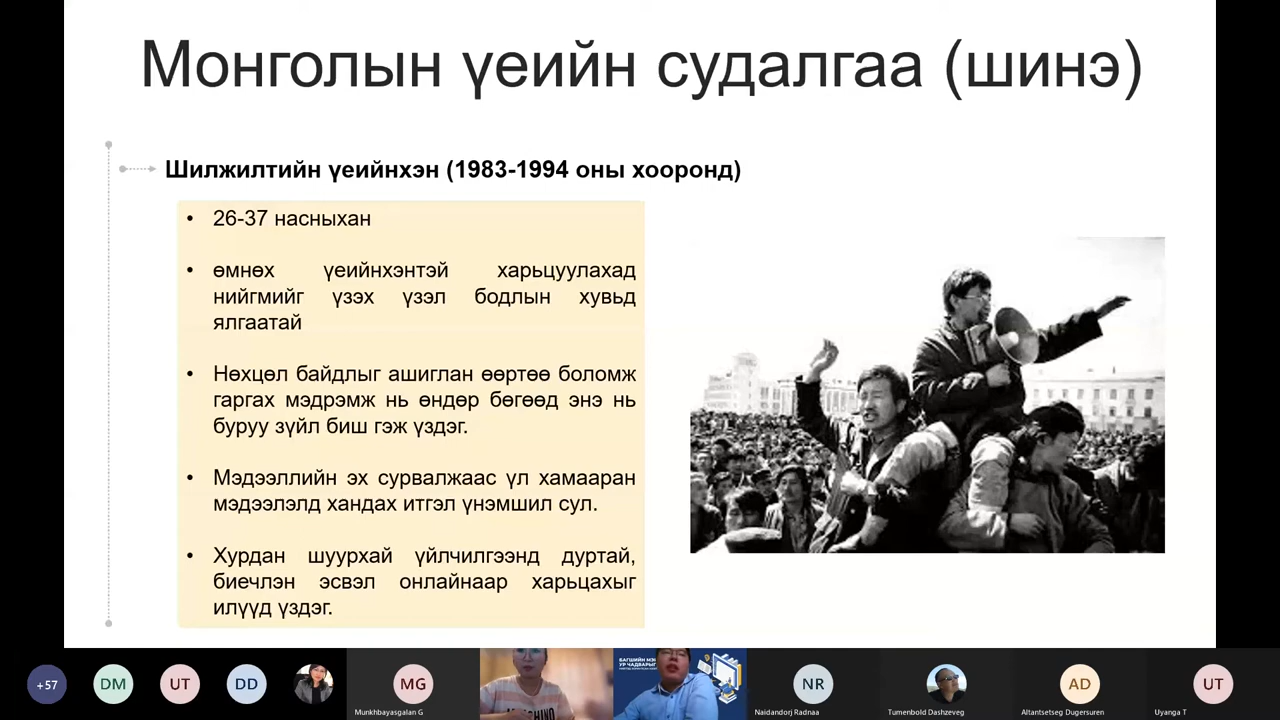 Монголын үеийн судалгаа (шинэ)
Шилжилтийн үеийнхэн (1983-1994 оны хооронд)
• 26-37 насныхан
• өмнөх үеийнхэнтэй харьцуулахад
нийгмийг үзэх үзэл бодлын хувьд
ялгаатай
• Нөхцөл байдлыг ашиглан өөртөө боломж
гаргах мэдрэмж нь өндөр бөгөөд энэ нь
буруу зүйл биш гэж үздэг.
• Мэдээллийн эх сурвалжаас үл хамааран
мэдээлэлд хандах итгэл үнэмшил сул.
• Хурдан шуурхай үйлчилгээнд дуртай,
биечлэн эсвэл онлайнаар харьцахыг
илүүд үздэг.
+57
DM
UT
DD
MG
Munkhbayasgalan G
БАГШИЙН
УР ЧАДВАРЫГ
NR
Naidandorj Radnaa
Tumenbold Dashzeveg
AD
Altantsetseg Dugersuren
UT
Uyanga T